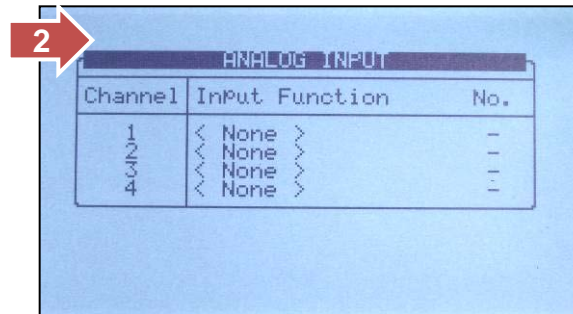 2
ANALOG INPUT
Channel Input Function No.
1 < None > -
2 < None > -
3 < None > -
4 < None > -